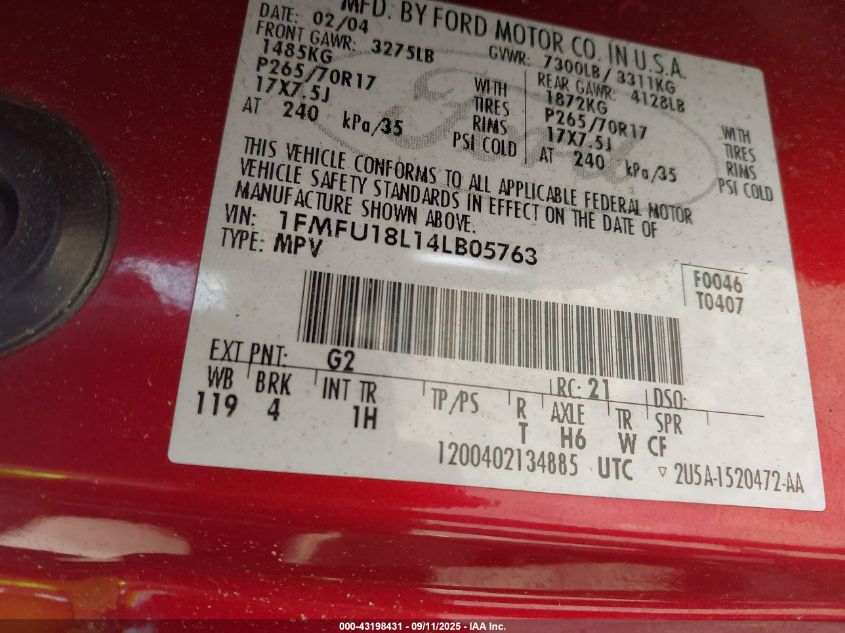 MFD. BY FORD MOTOR CO. IN U.S.A.
DATE: 02/04 GVWR: 7300LB/ 3311KG
FRONT GAWR: 3275LB REAR GAWR: 4128LB
1485KG WITH 1872KG WITH
P265/70R17 TIRES P265/70R17 TIRES
17X7.5J RIMS 17X7.5J RIMS
AT 240 kPa/35 PSI COLD AT 240 kPa/35 PSI COLD
THIS VEHICLE CONFORMS TO ALL APPLICABLE FEDERAL MOTOR
VEHICLE SAFETY STANDARDS IN EFFECT ON THE DATE OF
MANUFACTURE SHOWN ABOVE.
VIN: 1FMFU18L14LB05763
TYPE: MPV
F0046
T0407
EXT PNT: G2 RC: 21 DSO:
WB BRK INT TR TP/PS R AXLE TR SPR
119 4 1H T H6 W CF
1200402134885 UTC ▽ 2U5A-1520472-AA
000-43198431 - 09/11/2025 - IAA Inc.